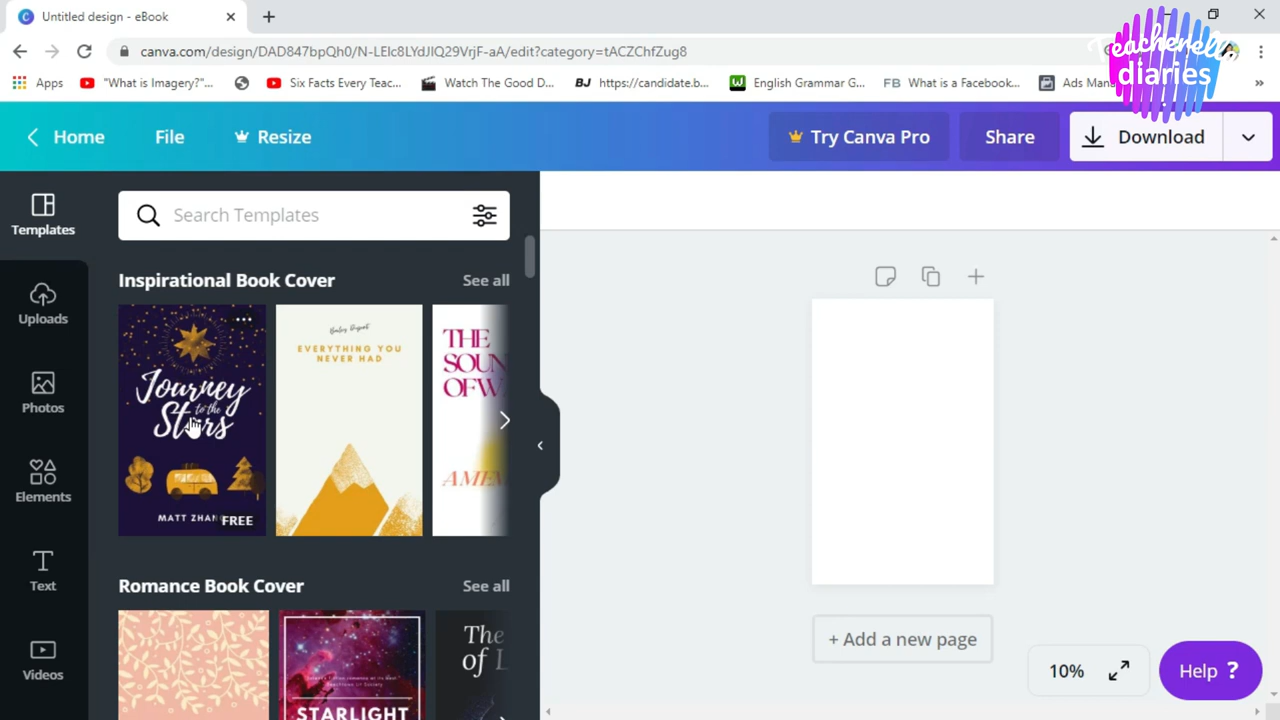 Untitled design - eBook
canva.com/design/DAD847bpQh0/N-LEIc8LYdJIQ29VrjF-aA/edit?category=tACZChfZug8
Apps
"What is Imagery?"...
Six Facts Every Teac...
Watch The Good D...
BJ
https://candidate.b...
English Grammar G...
FB
What is a Facebook...
Ads Man
Teacherella
diaries
Home
File
Resize
Try Canva Pro
Share
Download
Templates
Uploads
Photos
Elements
Text
Videos
Search Templates
Inspirational Book Cover
See all
Journey
to the
Stars
MATT ZHAN
FREE
EVERYTHING YOU
NEVER HAD
THE
SOUN
OF W
A MEM
Romance Book Cover
See all
STARLIGHT
The
of L
+ Add a new page
10%
Help ?